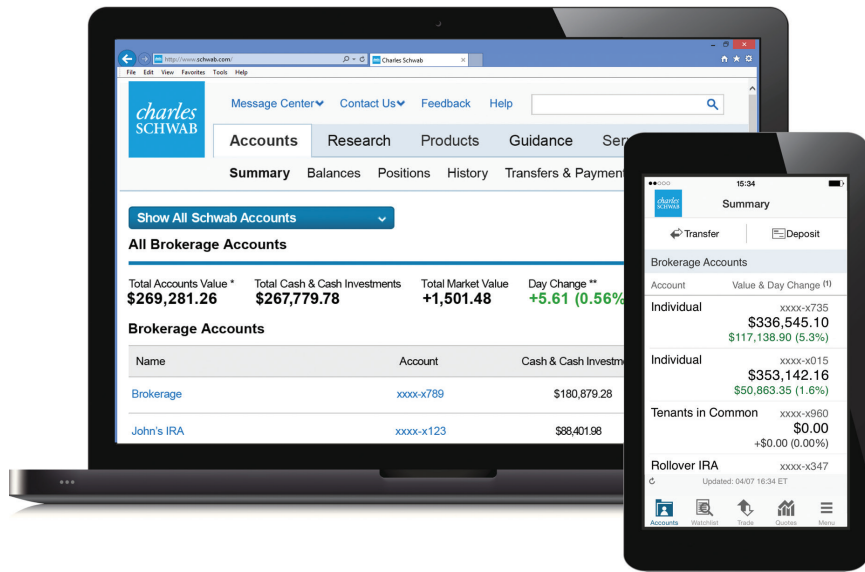 http://www.schwab.com/
Charles Schwab
File Edit View Favorites Tools Help
charles
SCHWAB
Message Center Contact Us Feedback Help
Accounts Research Products Guidance Ser
Summary Balances Positions History Transfers & Payment
Show All Schwab Accounts
All Brokerage Accounts
Total Accounts Value * Total Cash & Cash Investments Total Market Value Day Change **
$269,281.26 $267,779.78 +1,501.48 +5.61 (0.56%
Brokerage Accounts
Name Account Cash & Cash Investm
Brokerage xxxx-x789 $180,879.28
John's IRA xxxx-x123 $88,401.98
15:34
charles
SCHWAB
Summary
Transfer Deposit
Brokerage Accounts
Account Value & Day Change (1)
Individual xxxx-x735
$336,545.10
$117,138.90 (5.3%)
Individual xxxx-x015
$353,142.16
$50,863.35 (1.6%)
Tenants in Common xxxx-x960
$0.00
+$0.00 (0.00%)
Rollover IRA xxxx-x347
Updated: 04/07 16:34 ET
Accounts Watchlist Trade Quotes Menu